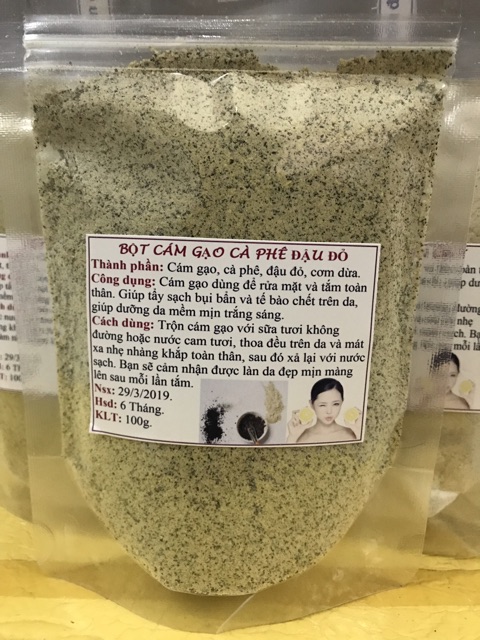 BỘT CÁM GẠO CÀ PHÊ ĐẬU ĐỎ
Thành phần: Cám gạo, cà phê, đậu đỏ, cơm dừa.
Công dụng: Cám gạo dùng để rửa mặt và tắm toàn
thân. Giúp tẩy sạch bụi bẩn và tế bào chết trên da,
giúp dưỡng da mềm mịn trắng sáng.
Cách dùng: Trộn cám gạo với sữa tươi không
đường hoặc nước cam tươi, thoa đều trên da và mát
xa nhẹ nhàng khắp toàn thân, sau đó xả lại với nước
sạch. Bạn sẽ cảm nhận được làn da đẹp mịn màng
lên sau mỗi lần tắm.
Nsx: 29/3/2019.
Hsd: 6 Tháng.
KLT: 100g.